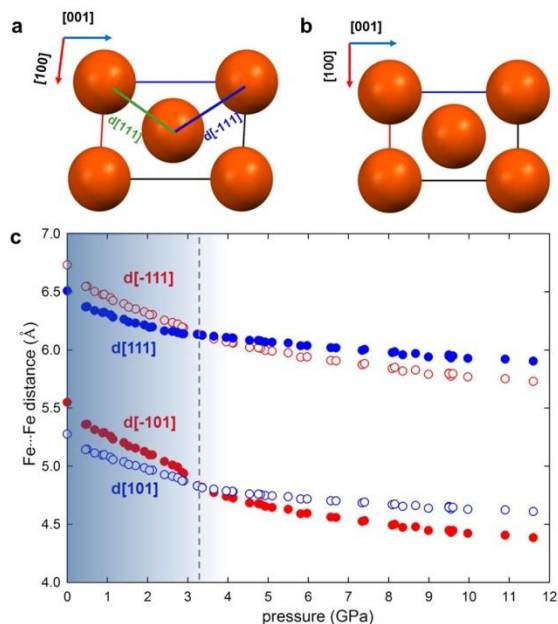 a
[001]
[100]
d[111]
d[-111]
b
[001]
[100]
c
7.0
6.5
6.0
5.5
5.0
4.5
4.0
Fe···Fe distance (Å)
d[-111]
d[111]
d[-101]
d[101]
0 1 2 3 4 5 6 7 8 9 10 11 12
pressure (GPa)